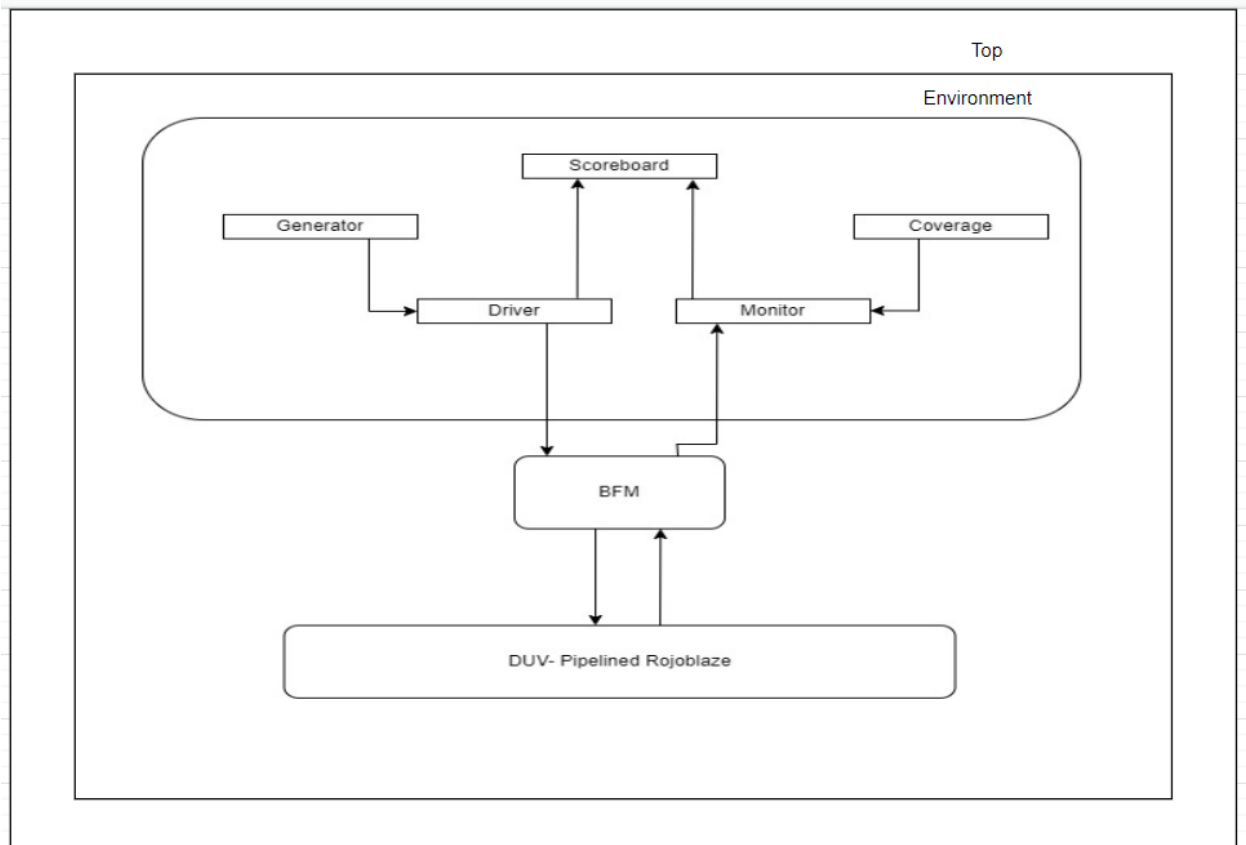 Top
Environment
Scoreboard
Generator
Coverage
Driver
Monitor
BFM
DUV- Pipelined Rojoblaze